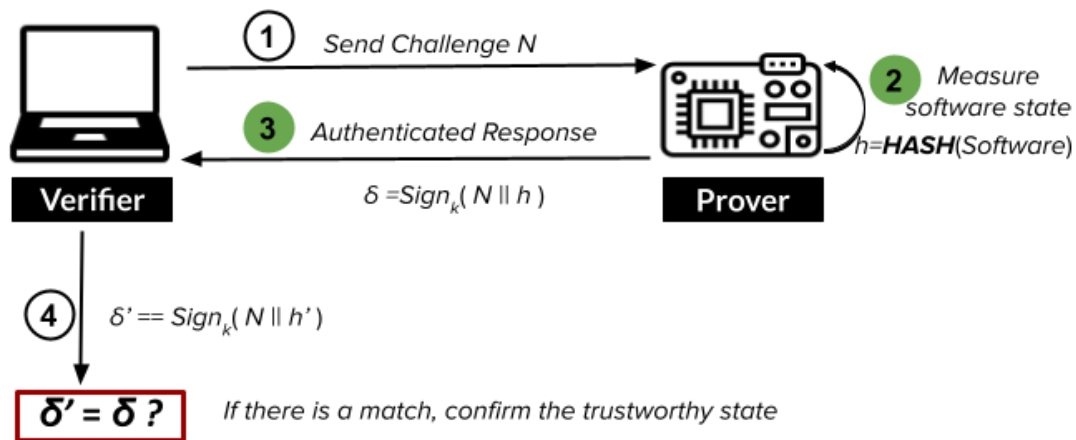 1 Send Challenge N
2 Measure
software state
h=HASH(Software)
3 Authenticated Response
δ =Signₖ( N || h )
Verifier
Prover
4 δ’ == Signₖ( N || h’ )
δ’ = δ ?
If there is a match, confirm the trustworthy state